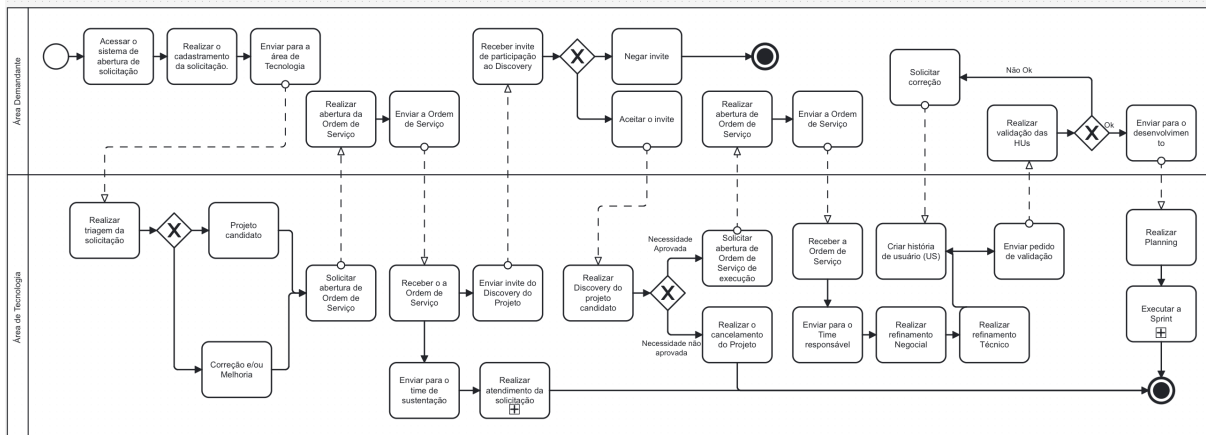 Área Demandante
Acessar o
sistema de
abertura de
solicitação
Realizar o
cadastramento
da solicitação.
Enviar para a
área de
Tecnologia
Realizar
abertura da
Ordem de
Serviço
Enviar a Ordem
de Serviço
Receber invite
de participação
ao Discovery
Negar invite
Aceitar o invite
Realizar
abertura de
Ordem de
Serviço
Enviar a Ordem
de Serviço
Solicitar
correção
Não Ok
Realizar
validação das
HUs
Ok
Enviar para o
desenvolvimen
to
Área de Tecnologia
Realizar
triagem da
solicitação
Projeto
candidato
Correção e/ou
Melhoria
Solicitar
abertura de
Ordem de
Serviço
Receber o a
Ordem de
Serviço
Enviar invite do
Discovery do
Projeto
Enviar para o
time de
sustentação
Realizar
atendimento da
solicitação
Realizar
Discovery do
projeto
candidato
Necessidade
Aprovada
Necessidade não
aprovada
Solicitar
abertura de
Ordem de
Serviço de
execução
Realizar o
cancelamento
do Projeto
Receber a
Ordem de
Serviço
Enviar para o
Time
responsável
Realizar
refinamento
Negocial
Realizar
refinamento
Técnico
Criar história
de usuário (US)
Enviar pedido
de validação
Realizar
Planning
Executar a
Sprint